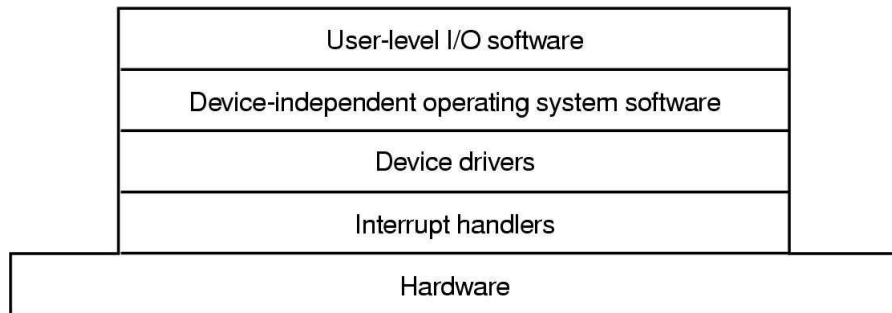 User-level I/O software
Device-independent operating system software
Device drivers
Interrupt handlers
Hardware